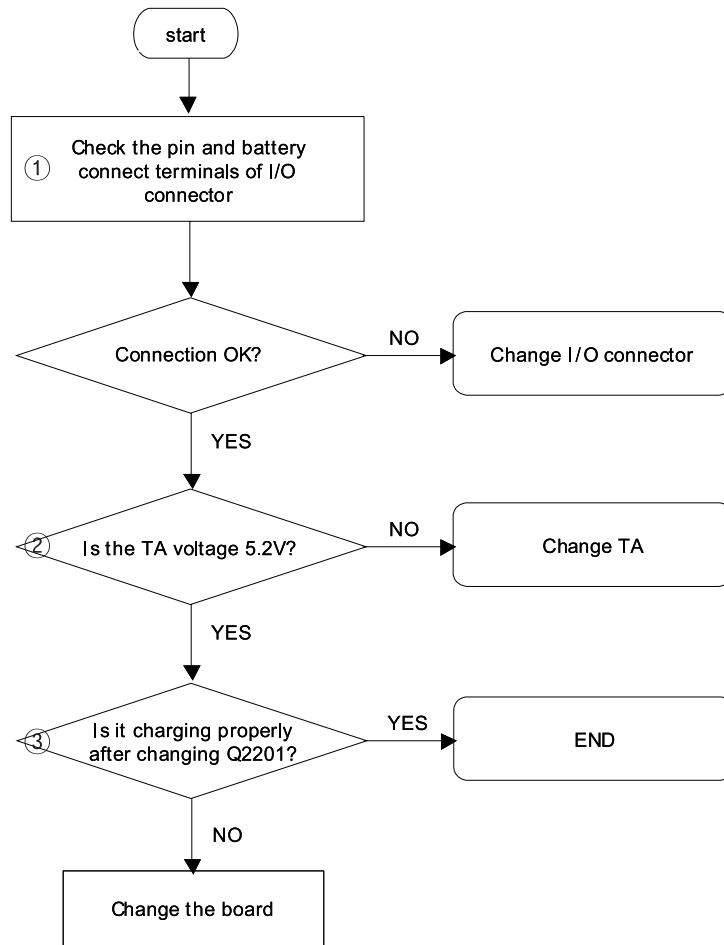 start
①
Check the pin and battery
connect terminals of I/O
connector
Connection OK?
NO
Change I/O connector
YES
②
Is the TA voltage 5.2V?
NO
Change TA
YES
③
Is it charging properly
after changing Q2201?
YES
END
NO
Change the board